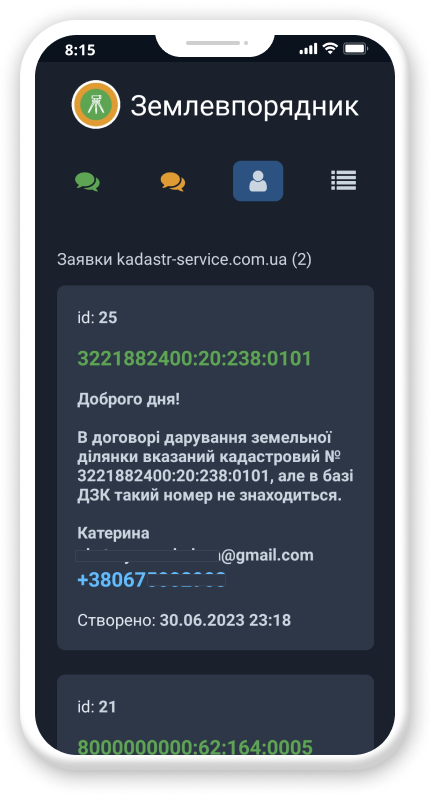 8:15
Землевпорядник
Заявки kadastr-service.com.ua (2)
id: 25
3221882400:20:238:0101
Доброго дня!
В договорі дарування земельної
ділянки вказаний кадастровий №
3221882400:20:238:0101, але в базі
ДЗК такий номер не знаходиться.
Катерина
@gmail.com
+38067
Створено: 30.06.2023 23:18
id: 21
8000000000:62:164:0005